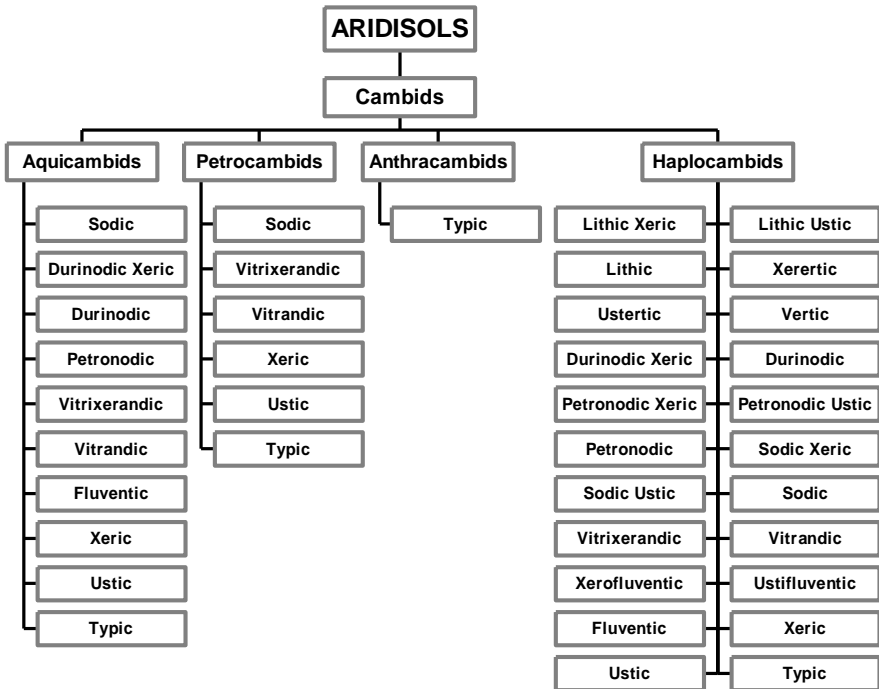 ARIDISOLS
Cambids
Aquicambids
Petrocambids
Anthracambids
Haplocambids
Sodic
Durinodic Xeric
Durinodic
Petronodic
Vitrixerandic
Vitrandic
Fluventic
Xeric
Ustic
Typic
Sodic
Vitrixerandic
Vitrandic
Xeric
Ustic
Typic
Typic
Lithic Xeric
Lithic Ustic
Lithic
Xerertic
Ustertic
Vertic
Durinodic Xeric
Durinodic
Petronodic Xeric
Petronodic Ustic
Petronodic
Sodic Xeric
Sodic Ustic
Sodic
Vitrixerandic
Vitrandic
Xerofluventic
Ustifluventic
Fluventic
Xeric
Ustic
Typic